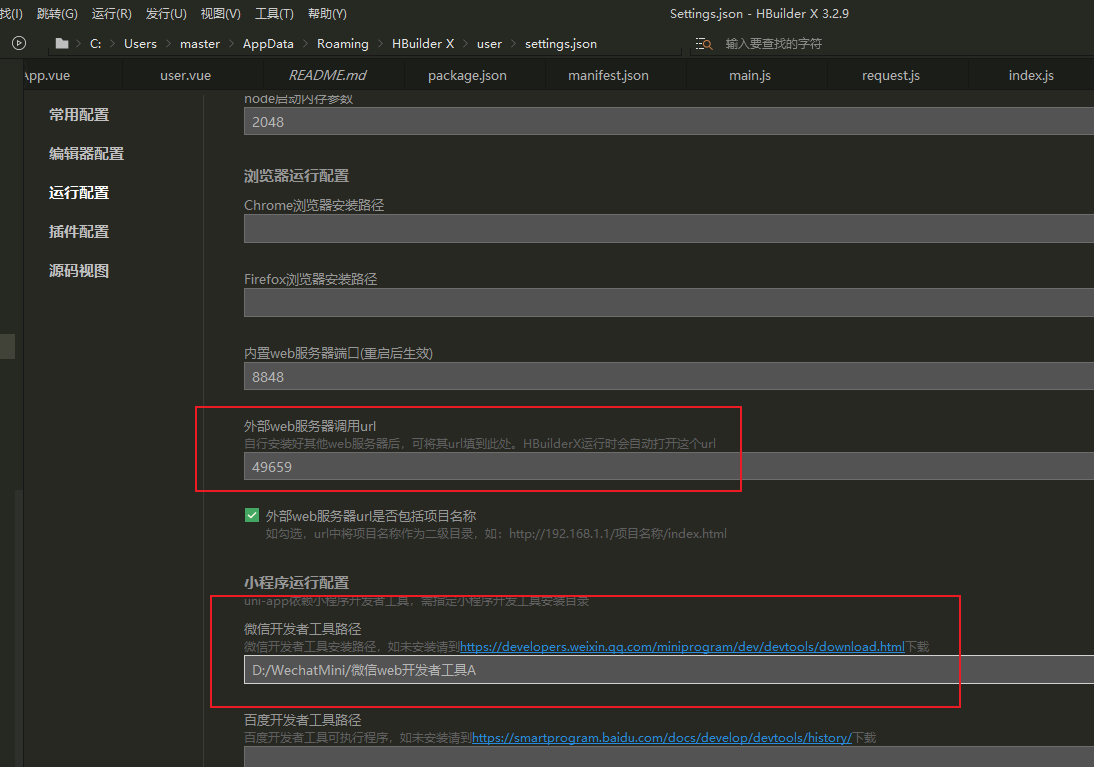 找(I) 跳转(G) 运行(R) 发行(U) 视图(V) 工具(T) 帮助(Y) Settings.json - HBuilder X 3.2.9
C: Users master AppData Roaming HBuilder X user settings.json 输入要查找的字符
App.vue user.vue README.md package.json manifest.json main.js request.js index.js
常用配置
编辑器配置
运行配置
插件配置
源码视图
node启动内存参数
2048
浏览器运行配置
Chrome浏览器安装路径
Firefox浏览器安装路径
内置web服务器端口(重启后生效)
8848
外部web服务器调用url
自行安装好其他web服务器后，可将其url填到此处。HBuilderX运行时会自动打开这个url
49659
外部web服务器url是否包括项目名称
如勾选，url中将项目名称作为二级目录，如：http://192.168.1.1/项目名称/index.html
小程序运行配置
uni-app依赖小程序开发者工具，需指定小程序开发工具安装目录
微信开发者工具路径
微信开发者工具安装路径，如未安装请到https://developers.weixin.qq.com/miniprogram/dev/devtools/download.html下载
D:/WechatMini/微信web开发者工具A
百度开发者工具路径
百度开发者工具可执行程序，如未安装请到https://smartprogram.baidu.com/docs/develop/devtools/history/下载